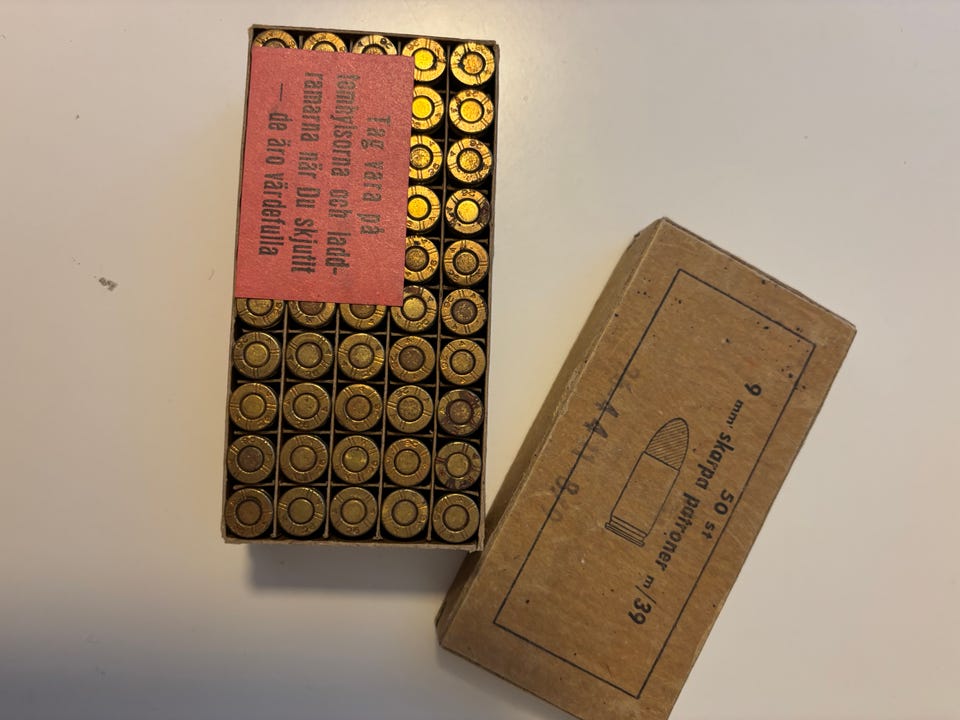 Tag vara på
tomhylsorna och ladd-
ramarna när Du skjutit
— de äro värdefulla
50 st
9 mm skarpa patroner m/39